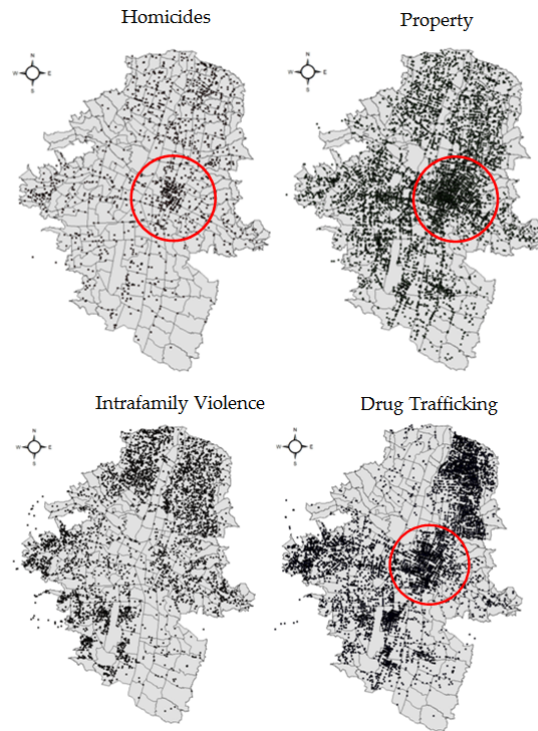 Homicides
Property
N
W E
S
N
W E
S
Intrafamily Violence
Drug Trafficking
N
W E
S
N
W E
S